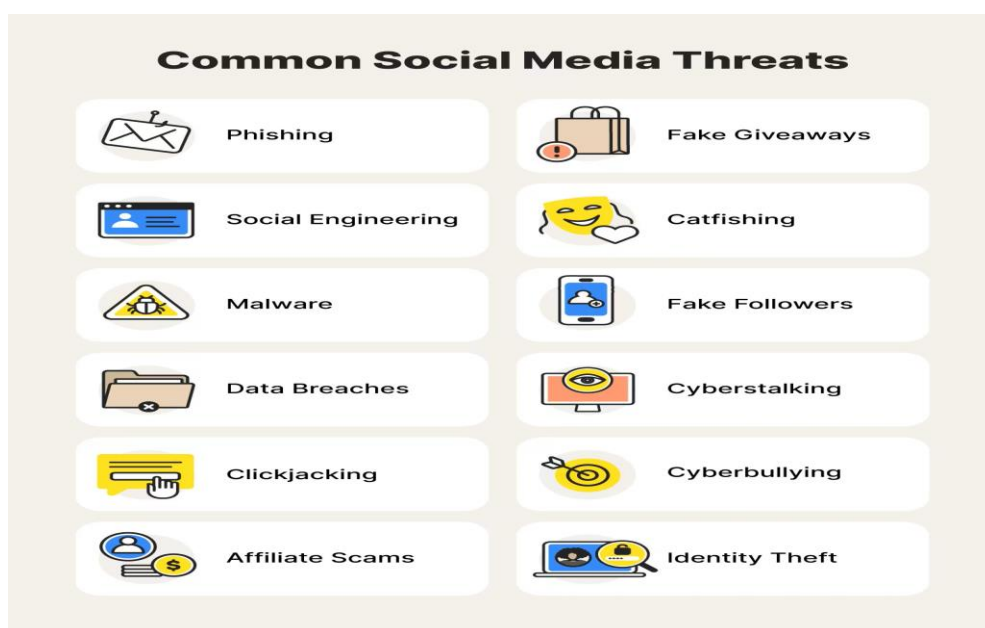 Common Social Media Threats
Phishing
Fake Giveaways
Social Engineering
Catfishing
Malware
Fake Followers
Data Breaches
Cyberstalking
Clickjacking
Cyberbullying
Affiliate Scams
Identity Theft